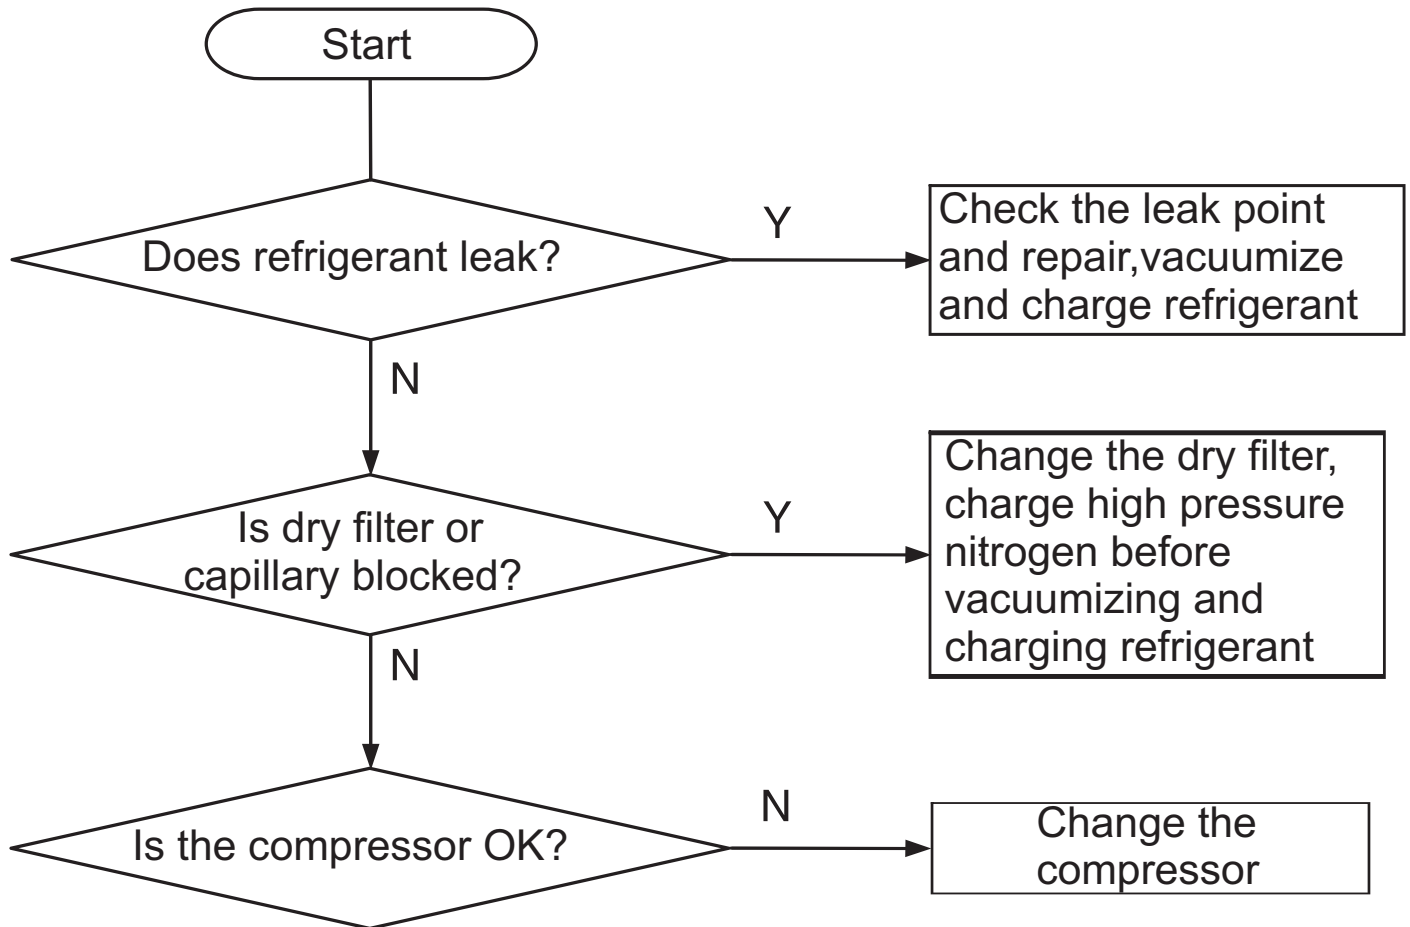 Start
Does refrigerant leak?
Y
Check the leak point
and repair,vacuumize
and charge refrigerant
N
Is dry filter or
capillary blocked?
Y
Change the dry filter,
charge high pressure
nitrogen before
vacuumizing and
charging refrigerant
N
Is the compressor OK?
N
Change the
compressor